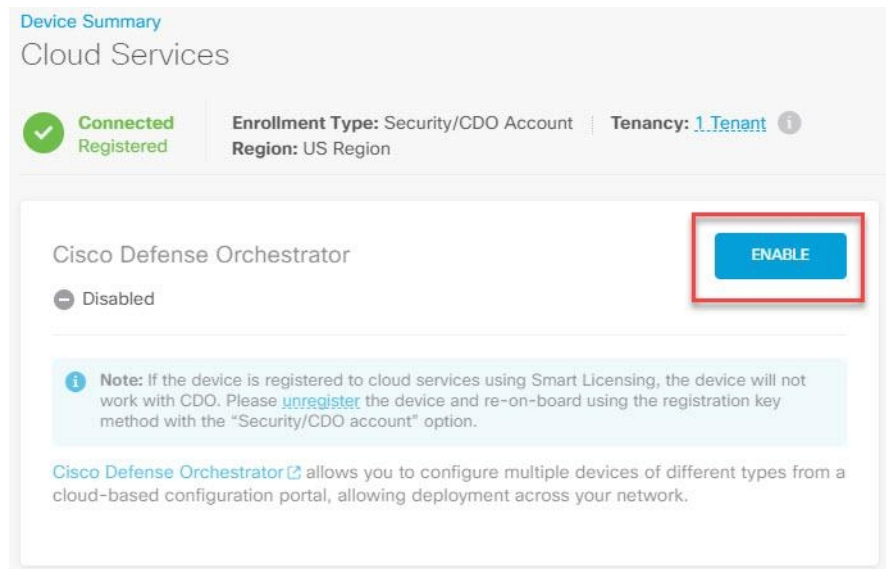 Device Summary
Cloud Services
Connected
Registered
Enrollment Type: Security/CDO Account
Region: US Region
Tenancy: 1 Tenant
Cisco Defense Orchestrator
ENABLE
Disabled
Note: If the device is registered to cloud services using Smart Licensing, the device will not
work with CDO. Please unregister the device and re-on-board using the registration key
method with the “Security/CDO account” option.
Cisco Defense Orchestrator allows you to configure multiple devices of different types from a
cloud-based configuration portal, allowing deployment across your network.